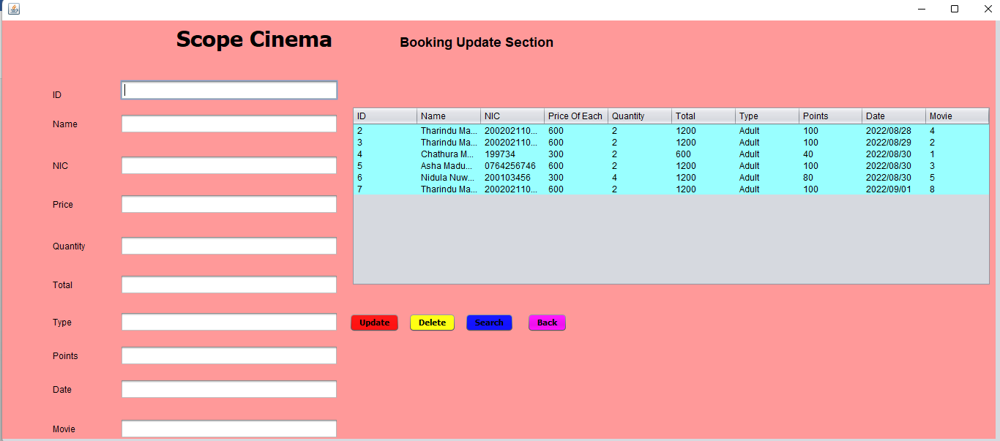 Scope Cinema
Booking Update Section
ID
Name
NIC
Price
Quantity
Total
Type
Points
Date
Movie
ID Name NIC Price Of Each Quantity Total Type Points Date Movie
2 Tharindu Ma... 200202110... 600 2 1200 Adult 100 2022/08/28 4
3 Tharindu Ma... 200202110... 600 2 1200 Adult 100 2022/08/29 2
4 Chathura M... 199734 300 2 600 Adult 40 2022/08/30 1
5 Asha Madu... 0764256746 600 2 1200 Adult 100 2022/08/30 3
6 Nidula Nuw... 200103456 300 4 1200 Adult 80 2022/08/30 5
7 Tharindu Ma... 200202110... 600 2 1200 Adult 100 2022/09/01 8
Update Delete Search Back